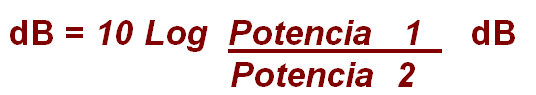 dB = 10 Log Potencia 1 dB
Potencia 2